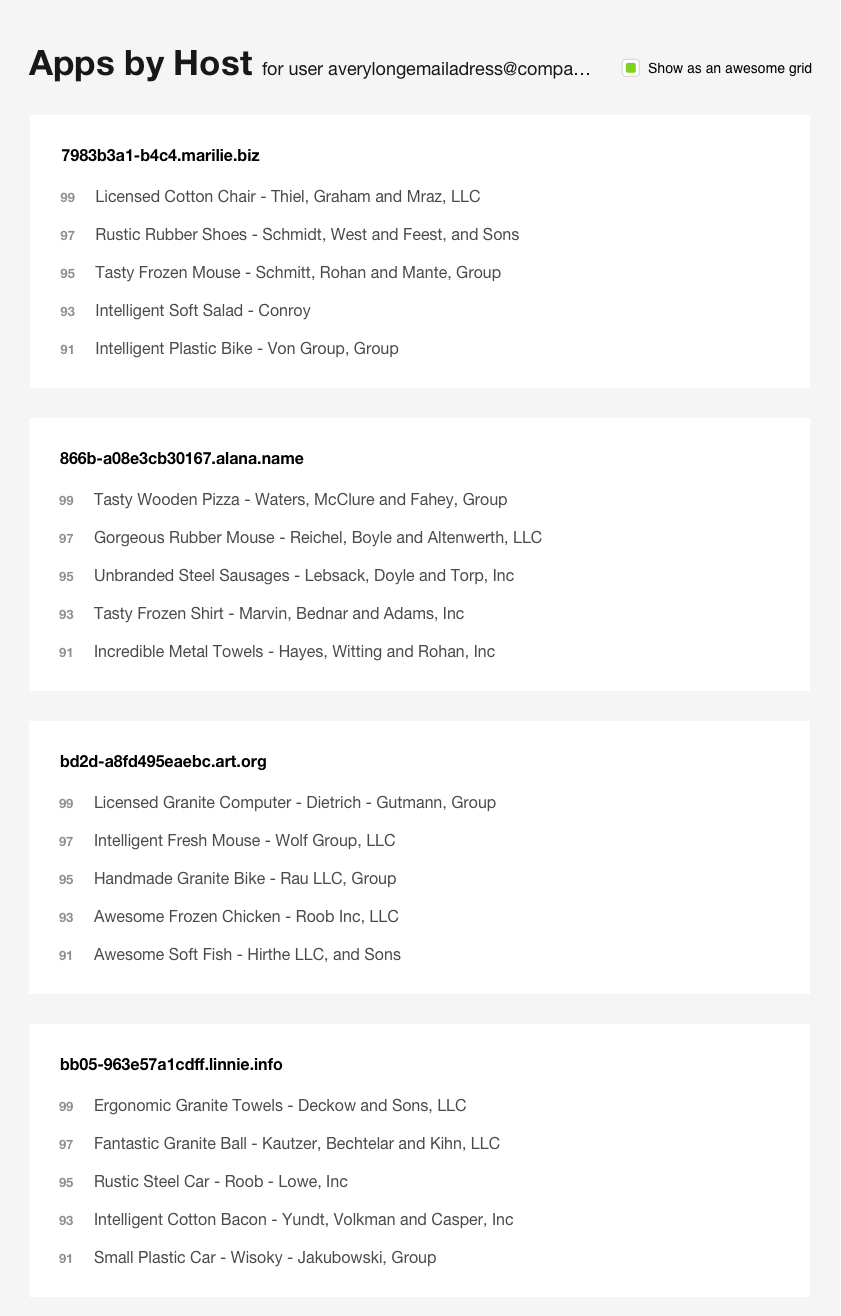 Apps by Host for user averylongemailadress@compa... Show as an awesome grid
7983b3a1-b4c4.marilie.biz
99 Licensed Cotton Chair - Thiel, Graham and Mraz, LLC
97 Rustic Rubber Shoes - Schmidt, West and Feest, and Sons
95 Tasty Frozen Mouse - Schmitt, Rohan and Mante, Group
93 Intelligent Soft Salad - Conroy
91 Intelligent Plastic Bike - Von Group, Group
866b-a08e3cb30167.alana.name
99 Tasty Wooden Pizza - Waters, McClure and Fahey, Group
97 Gorgeous Rubber Mouse - Reichel, Boyle and Altenwerth, LLC
95 Unbranded Steel Sausages - Lebsack, Doyle and Torp, Inc
93 Tasty Frozen Shirt - Marvin, Bednar and Adams, Inc
91 Incredible Metal Towels - Hayes, Witting and Rohan, Inc
bd2d-a8fd495eaebc.art.org
99 Licensed Granite Computer - Dietrich - Gutmann, Group
97 Intelligent Fresh Mouse - Wolf Group, LLC
95 Handmade Granite Bike - Rau LLC, Group
93 Awesome Frozen Chicken - Roob Inc, LLC
91 Awesome Soft Fish - Hirthe LLC, and Sons
bb05-963e57a1cdff.linnie.info
99 Ergonomic Granite Towels - Deckow and Sons, LLC
97 Fantastic Granite Ball - Kautzer, Bechtelar and Kihn, LLC
95 Rustic Steel Car - Roob - Lowe, Inc
93 Intelligent Cotton Bacon - Yundt, Volkman and Casper, Inc
91 Small Plastic Car - Wisoky - Jakubowski, Group